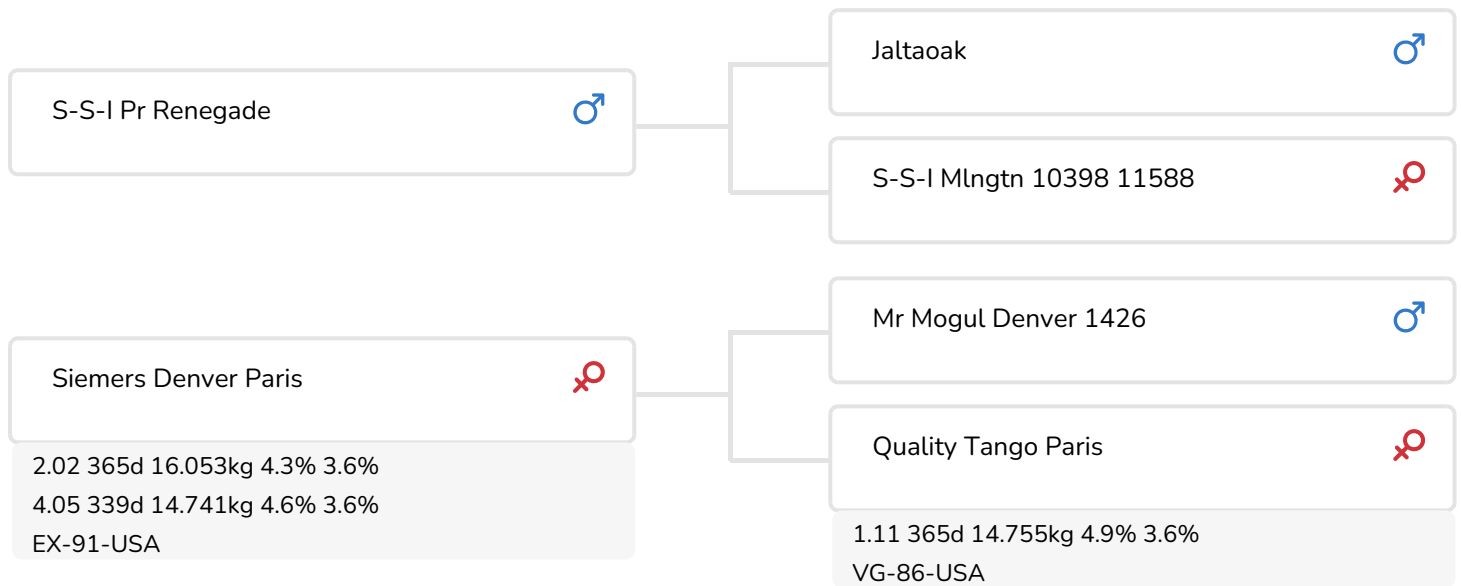 S-S-I Pr Renegade
Siemers Denver Paris
2.02 365d 16.053kg 4.3% 3.6%
4.05 339d 14.741kg 4.6% 3.6%
EX-91-USA
Jaltaoak
S-S-I Mlngtn 10398 11588
Mr Mogul Denver 1426
Quality Tango Paris
1.11 365d 14.755kg 4.9% 3.6%
VG-86-USA